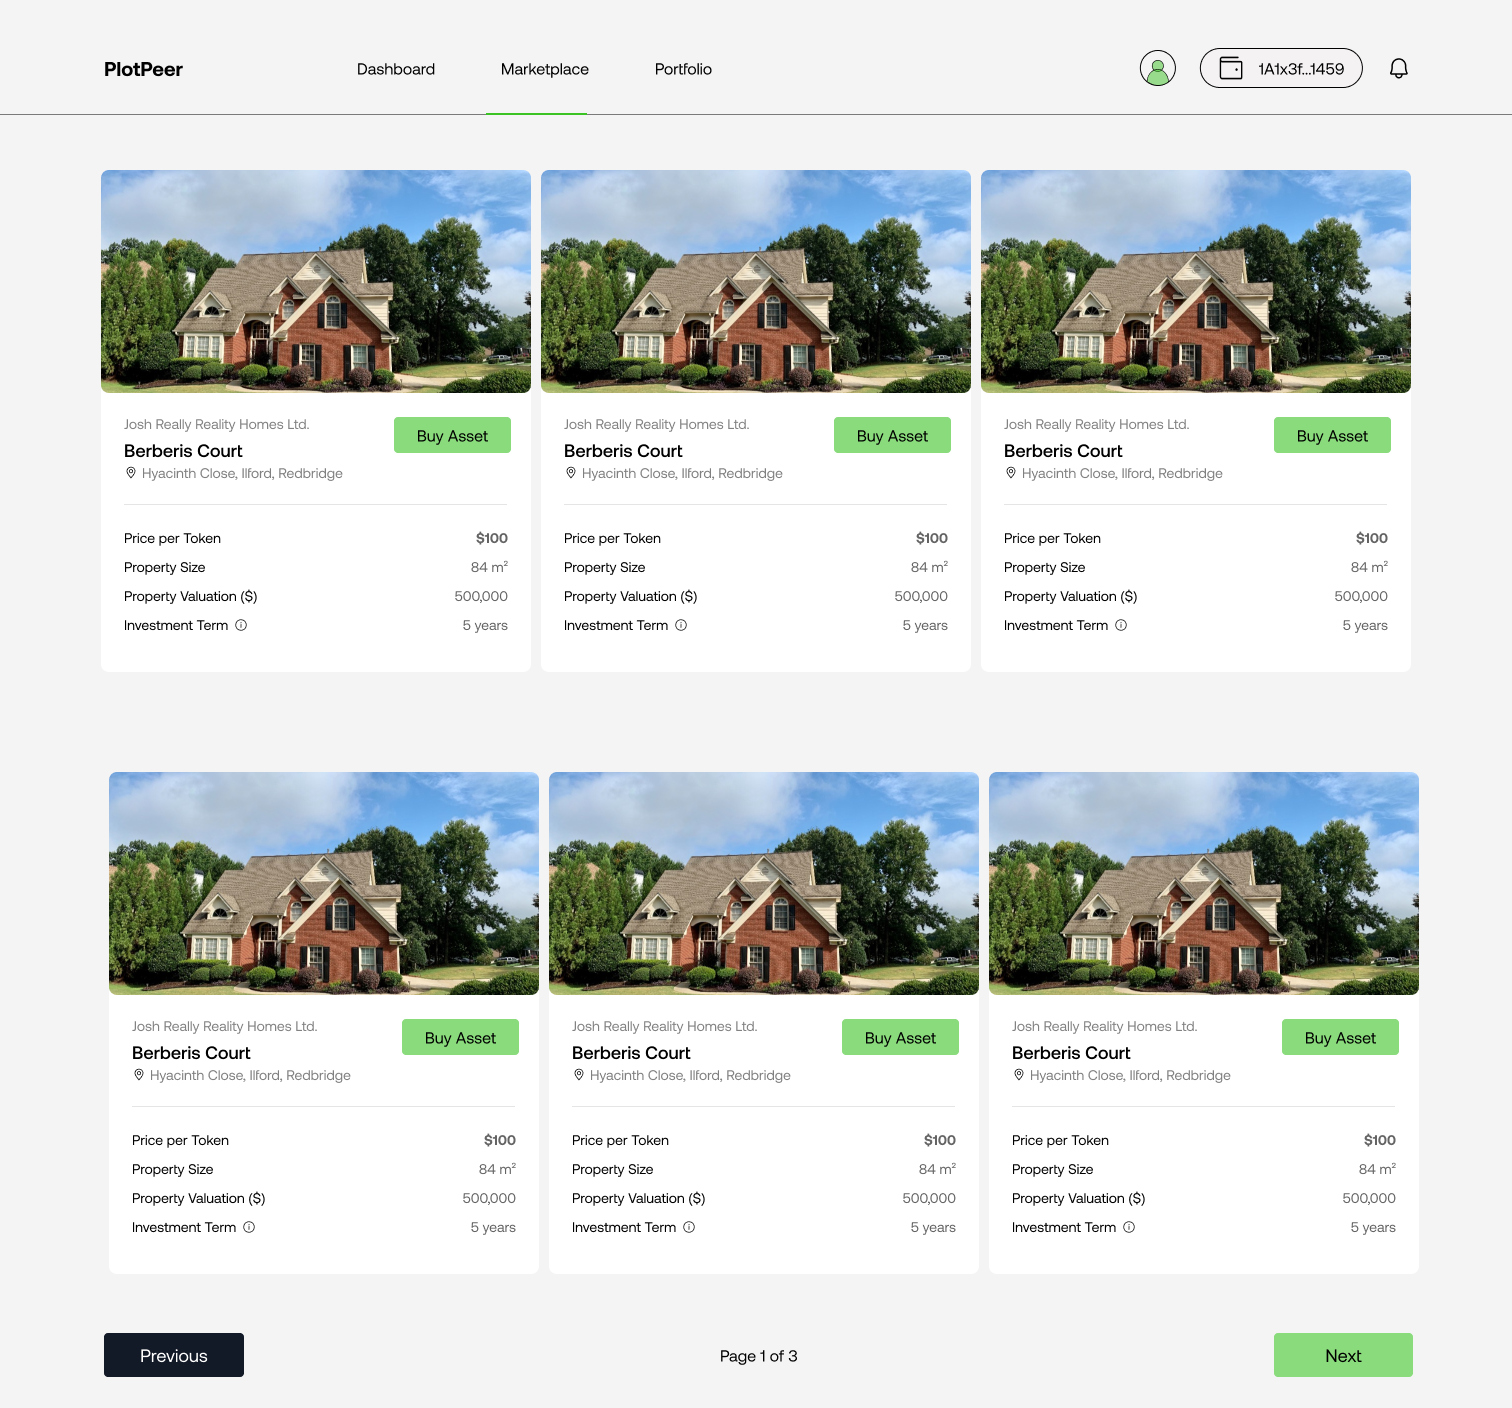 PlotPeer Dashboard Marketplace Portfolio 1A1x3f...1459
Josh Really Reality Homes Ltd. Buy Asset
Berberis Court
Hyacinth Close, Ilford, Redbridge
Price per Token $100
Property Size 84 m²
Property Valuation ($) 500,000
Investment Term 5 years
Josh Really Reality Homes Ltd. Buy Asset
Berberis Court
Hyacinth Close, Ilford, Redbridge
Price per Token $100
Property Size 84 m²
Property Valuation ($) 500,000
Investment Term 5 years
Josh Really Reality Homes Ltd. Buy Asset
Berberis Court
Hyacinth Close, Ilford, Redbridge
Price per Token $100
Property Size 84 m²
Property Valuation ($) 500,000
Investment Term 5 years
Josh Really Reality Homes Ltd. Buy Asset
Berberis Court
Hyacinth Close, Ilford, Redbridge
Price per Token $100
Property Size 84 m²
Property Valuation ($) 500,000
Investment Term 5 years
Josh Really Reality Homes Ltd. Buy Asset
Berberis Court
Hyacinth Close, Ilford, Redbridge
Price per Token $100
Property Size 84 m²
Property Valuation ($) 500,000
Investment Term 5 years
Josh Really Reality Homes Ltd. Buy Asset
Berberis Court
Hyacinth Close, Ilford, Redbridge
Price per Token $100
Property Size 84 m²
Property Valuation ($) 500,000
Investment Term 5 years
Previous Page 1 of 3 Next